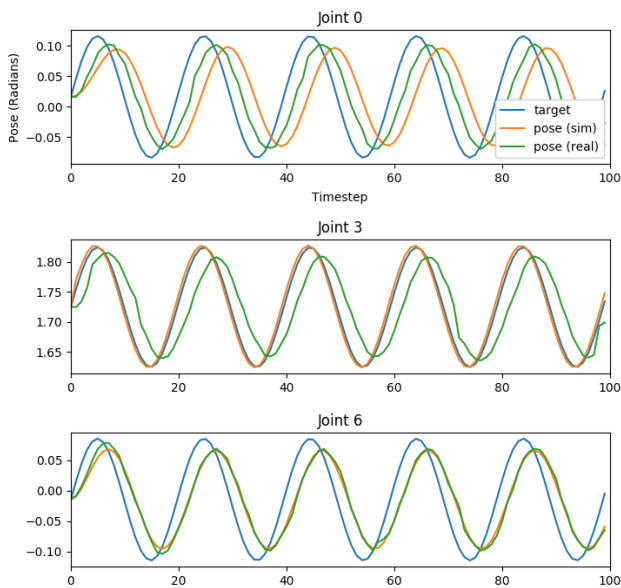 Joint 0
Pose (Radians)
0.10
0.05
0.00
−0.05
target
pose (sim)
pose (real)
0 20 40 60 80 100
Timestep
Joint 3
1.80
1.75
1.70
1.65
0 20 40 60 80 100
Joint 6
0.05
0.00
−0.05
−0.10
0 20 40 60 80 100